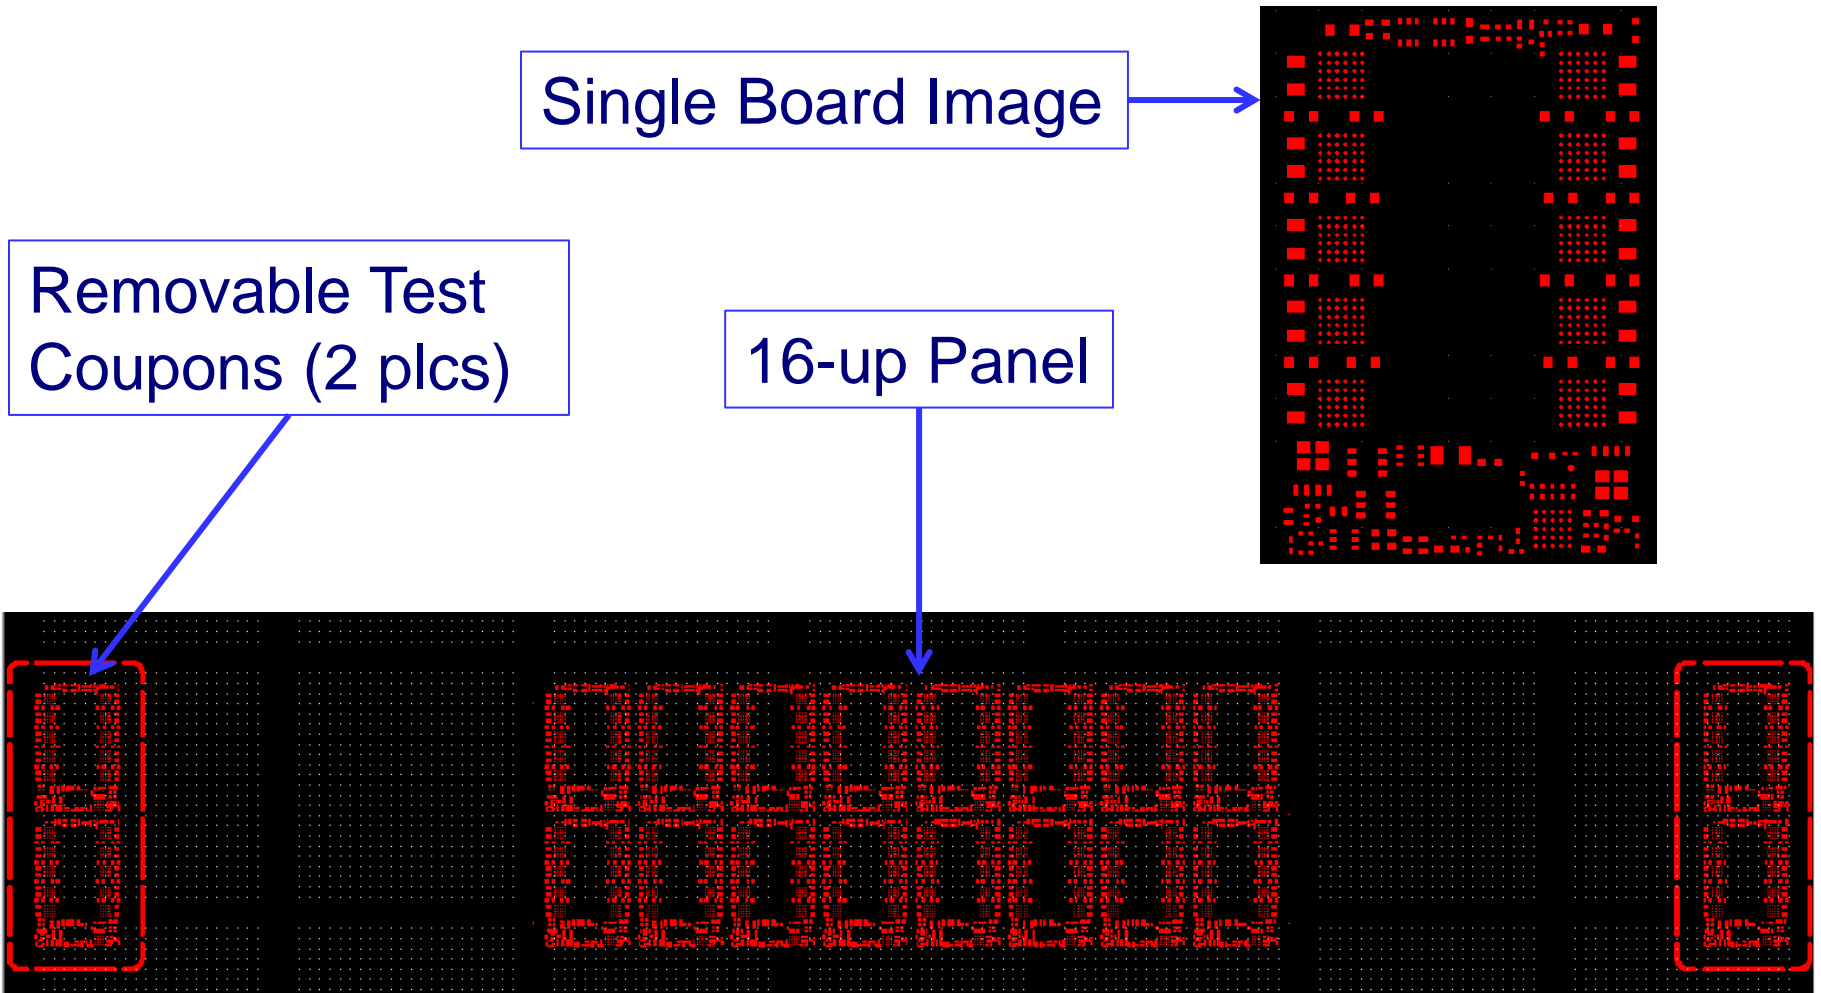 Single Board Image
Removable Test
Coupons (2 plcs)
16-up Panel